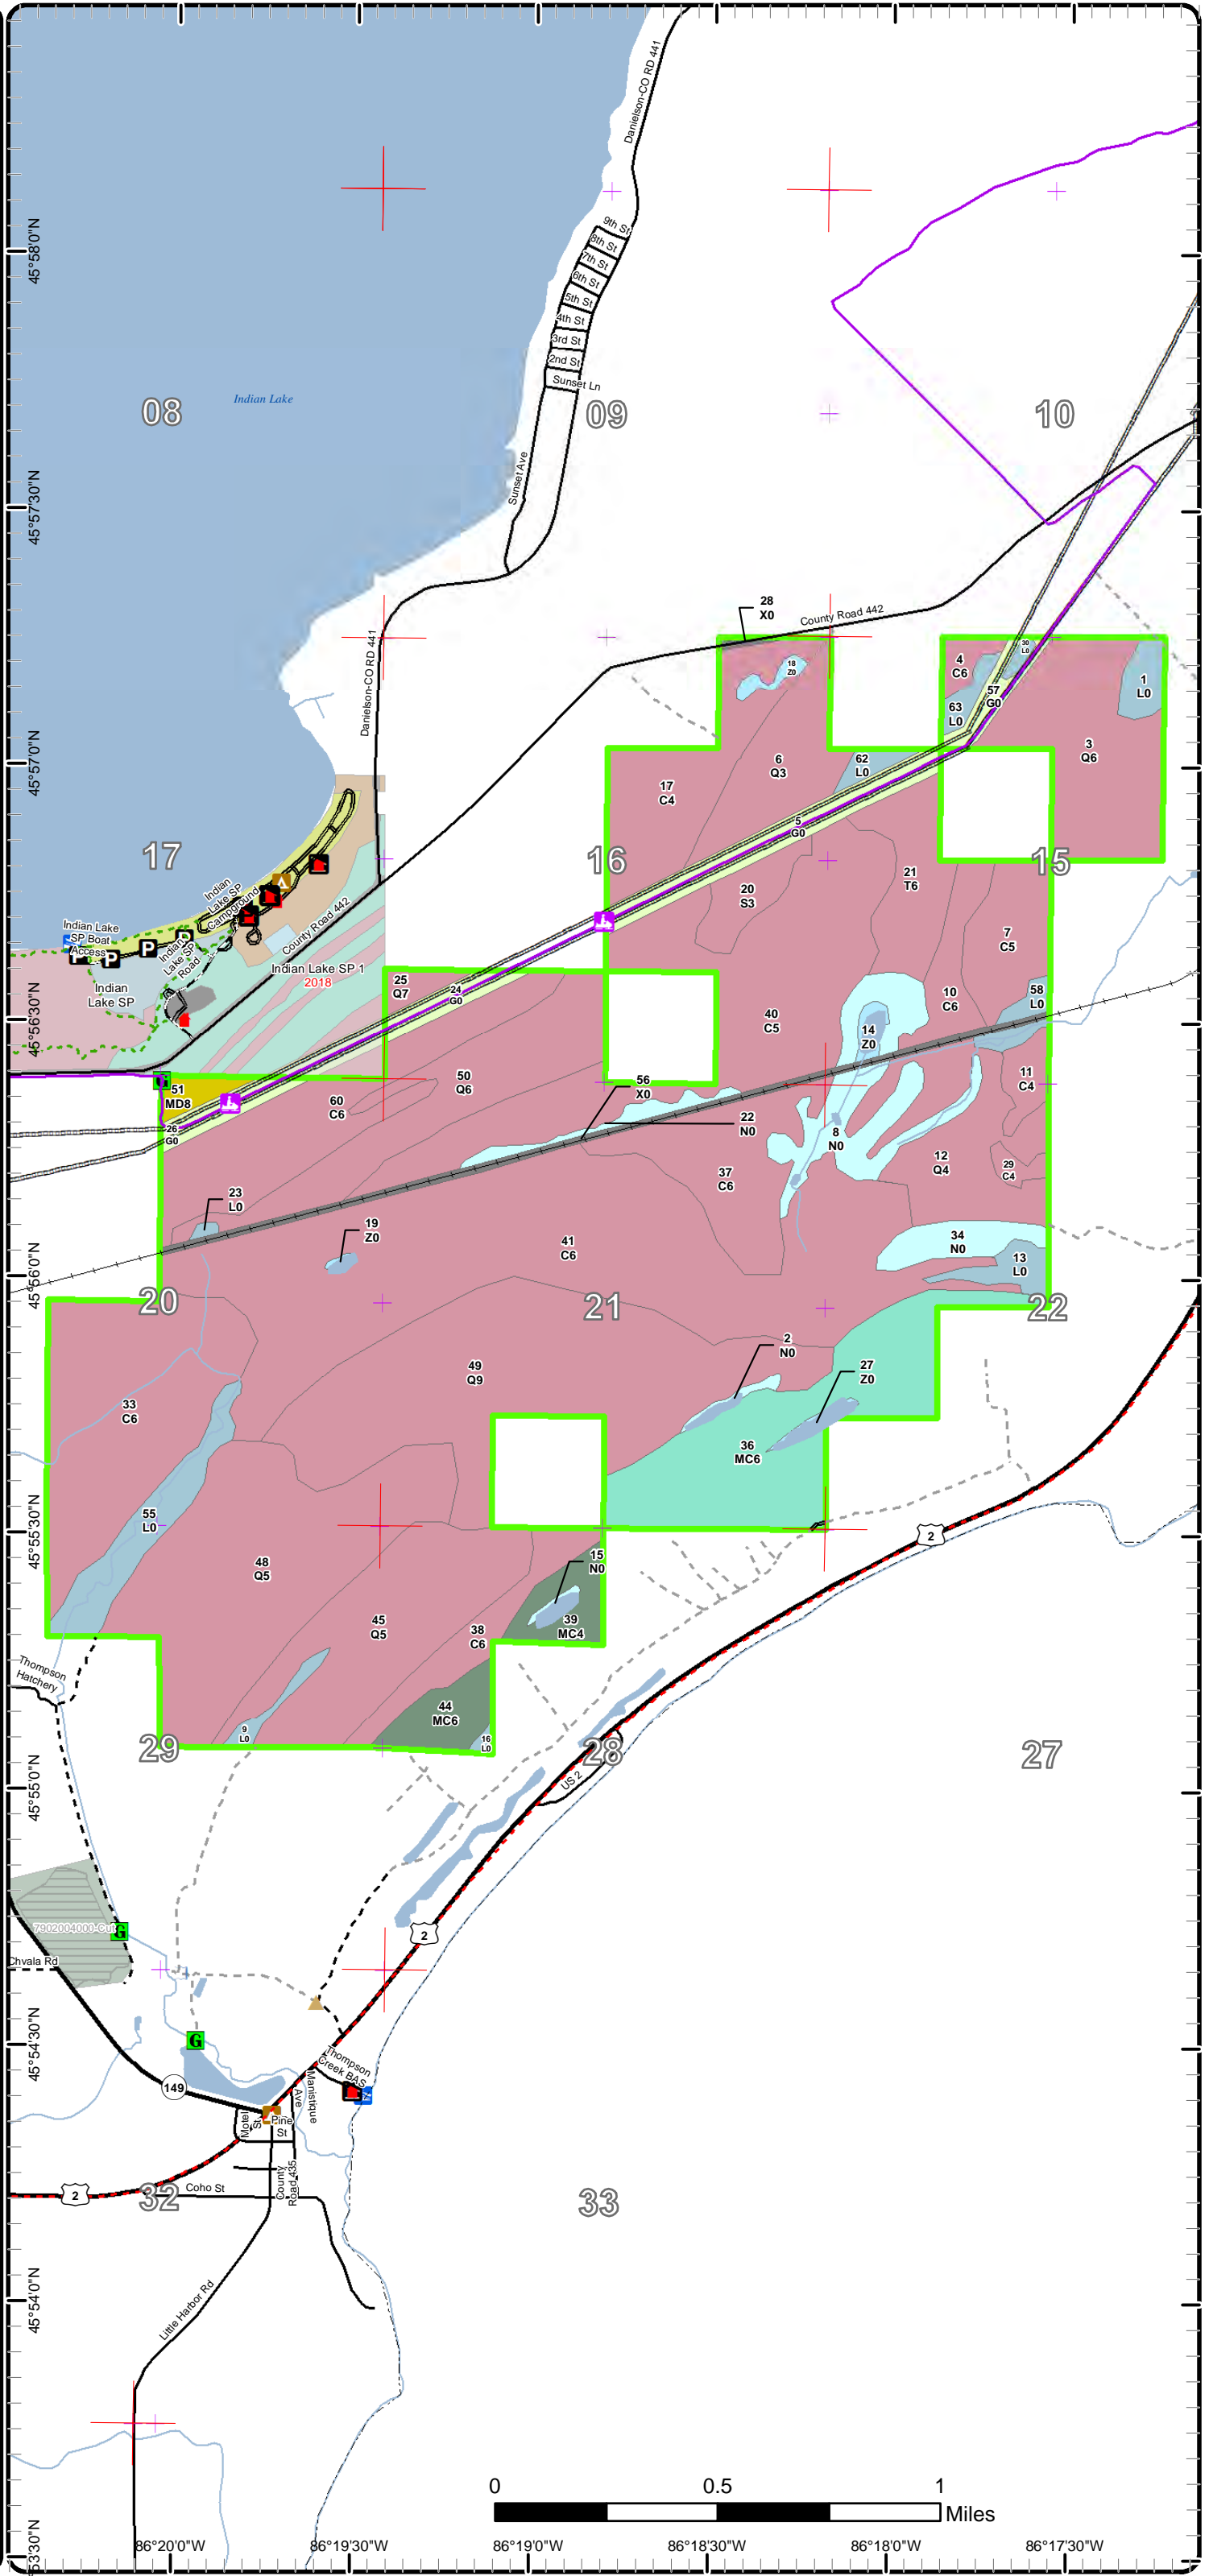 Danielson-CO RD 441
45°58'0"N
9th St
8th St
7th St
6th St
5th St
4th St
3rd St
2nd St
Sunset Ln
08
Indian Lake
09
10
Sunset Ave
45°57'30"N
28
X0
County Road 442
Danielson-CO RD 441
18
Z0
4
C6
30
L0
1
L0
57
G0
63
L0
45°57'0"N
17
C4
6
Q3
62
L0
3
Q6
5
G0
17
16
15
20
S3
21
T6
7
C5
Indian
Lake SP
Campground
County Road 442
Indian Lake
SP Boat
Access
Indian
Lake SP
Road
P
P
P
Indian
Lake SP
Indian Lake SP 1
2018
25
Q7
24
G0
45°56'30"N
40
C5
14
Z0
10
C6
58
L0
51
MD8
60
C6
50
Q6
56
X0
11
C4
26
G0
22
N0
8
N0
12
Q4
29
C4
37
C6
23
L0
19
Z0
41
C6
34
N0
13
L0
45°56'0"N
20
21
22
2
N0
27
Z0
49
Q9
33
C6
36
MC6
55
L0
45°55'30"N
2
48
Q5
15
N0
45
Q5
38
C6
39
MC4
Thompson
Hatchery
44
MC6
9
L0
16
L0
29
28
27
US 2
45°55'0"N
7902004000-Cut
G
2
Chvala Rd
G
45°54'30"N
Thompson
Creek BAS
149
Manistique
Ave
Motel
St
Pine
St
County
Road 435
2
32
Coho St
33
Little Harbor Rd
45°54'0"N
0 0.5 1
Miles
86°20'0"W 86°19'30"W 86°19'0"W 86°18'30"W 86°18'0"W 86°17'30"W
53'30"N